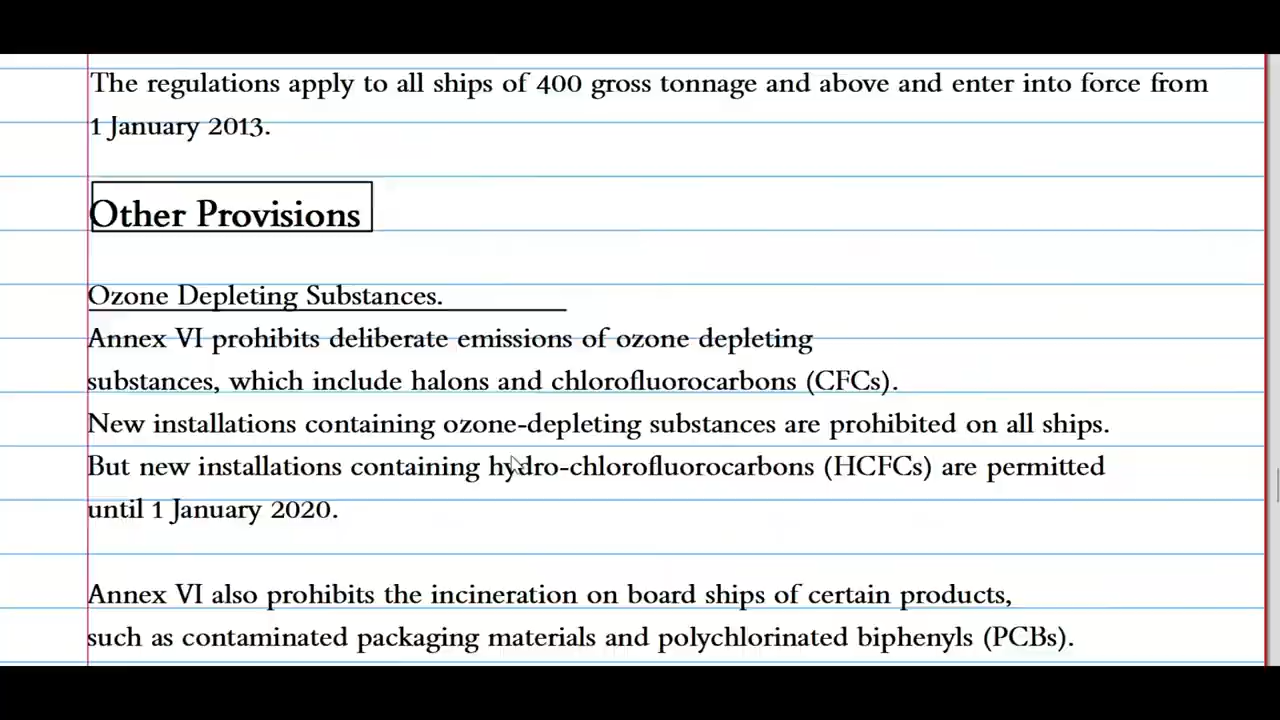 The regulations apply to all ships of 400 gross tonnage and above and enter into force from
1 January 2013.
Other Provisions
Ozone Depleting Substances.
Annex VI prohibits deliberate emissions of ozone depleting
substances, which include halons and chlorofluorocarbons (CFCs).
New installations containing ozone-depleting substances are prohibited on all ships.
But new installations containing hydro-chlorofluorocarbons (HCFCs) are permitted
until 1 January 2020.
Annex VI also prohibits the incineration on board ships of certain products,
such as contaminated packaging materials and polychlorinated biphenyls (PCBs).